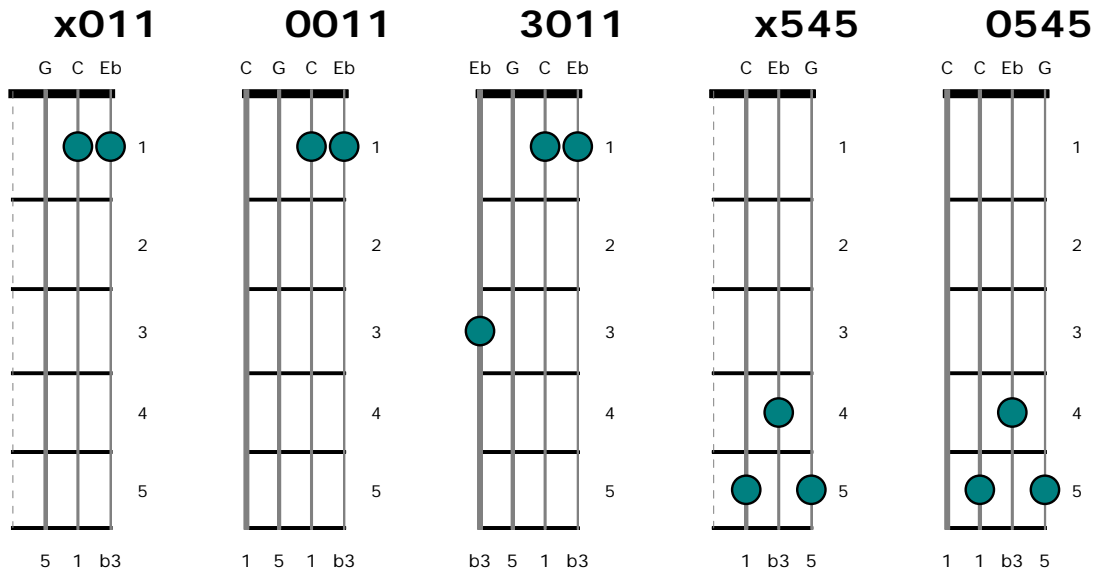 x011 0011 3011 x545 0545
G C Eb C G C Eb Eb G C Eb C Eb G C C Eb G
1 1 1 1 1
2 2 2 2 2
3 3 3 3 3
4 4 4 4 4
5 5 5 5 5
5 1 b3 1 5 1 b3 b3 5 1 b3 1 b3 5 1 1 b3 5